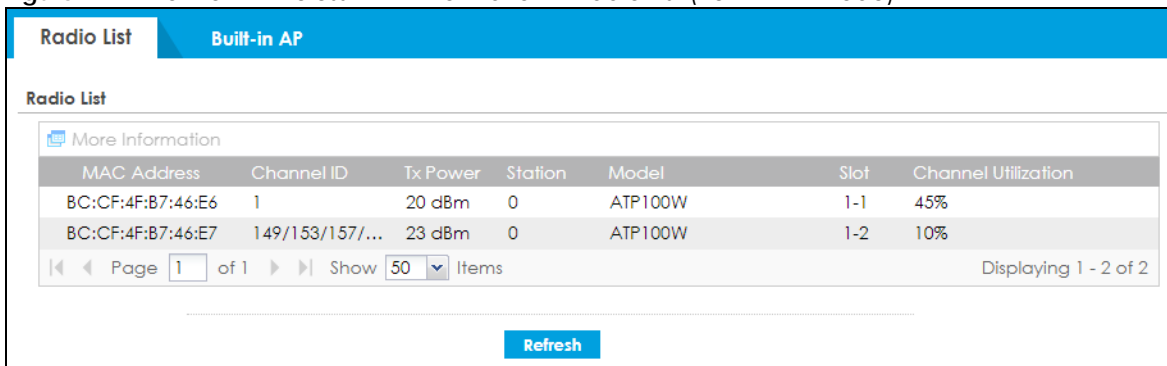 Radio List Built-in AP
Radio List
More Information
MAC Address Channel ID Tx Power Station Model Slot Channel Utilization
BC:CF:4F:B7:46:E6 1 20 dBm 0 ATP100W 1-1 45%
BC:CF:4F:B7:46:E7 149/153/157/... 23 dBm 0 ATP100W 1-2 10%
Page 1 of 1 Show 50 Items Displaying 1 - 2 of 2
Refresh